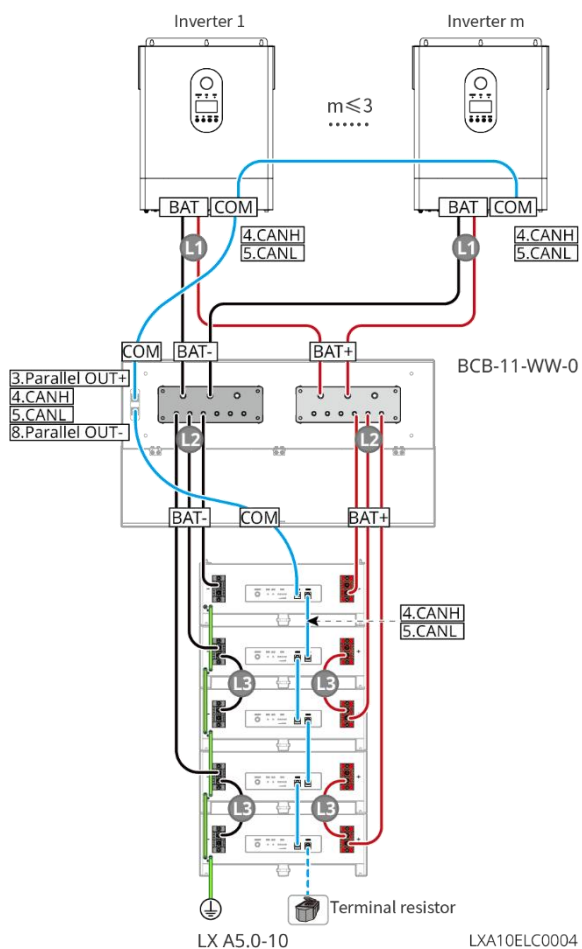 Inverter 1
Inverter m
m≤3
......
BAT COM
BAT COM
L1
4.CANH
5.CANL
L1
4.CANH
5.CANL
COM BAT- BAT+
BCB-11-WW-0
3.Parallel OUT+
4.CANH
5.CANL
8.Parallel OUT-
L2
L2
BAT- COM BAT+
4.CANH
5.CANL
L3
L3
L3
L3
Terminal resistor
LX A5.0-10
LXA10ELC0004